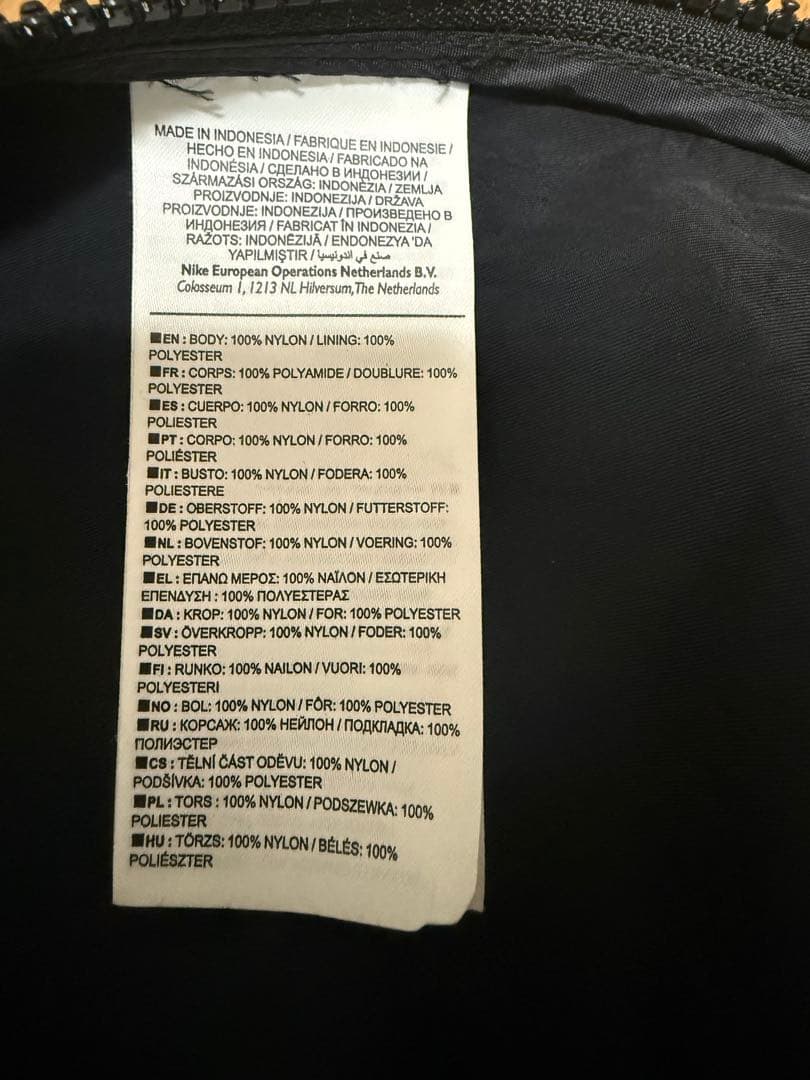 MADE IN INDONESIA / FABRIQUE EN INDONESIE /
HECHO EN INDONESIA / FABRICADO NA
INDONÉSIA / СДЕЛАНО В ИНДОНЕЗИИ /
SZÁRMAZÁSI ORSZÁG: INDONÉZIA / ZEMLJA
PROIZVODNJE: INDONEZIJA / DRŽAVA
PROIZVODNJE: INDONEZIJA / ПРОИЗВЕДЕНО В
ИНДОНЕЗИЯ / FABRICAT ÎN INDONEZIA /
RAŽOTS: INDONĒZIJĀ / ENDONEZYA 'DA
YAPILMIŞTIR / صنع في اندونيسيا
Nike European Operations Netherlands B.V.
Colosseum 1, 1213 NL Hilversum, The Netherlands
■EN : BODY: 100% NYLON / LINING: 100%
POLYESTER
■FR : CORPS: 100% POLYAMIDE / DOUBLURE: 100%
POLYESTER
■ES : CUERPO: 100% NYLON / FORRO: 100%
POLIESTER
■PT : CORPO: 100% NYLON / FORRO: 100%
POLIÉSTER
■IT : BUSTO: 100% NYLON / FODERA: 100%
POLIESTERE
■DE : OBERSTOFF: 100% NYLON / FUTTERSTOFF:
100% POLYESTER
■NL : BOVENSTOF: 100% NYLON / VOERING: 100%
POLYESTER
■EL : ΕΠΑΝΩ ΜΕΡΟΣ: 100% ΝΑΪΛΟΝ / ΕΣΩΤΕΡΙΚΗ
ΕΠΕΝΔΥΣΗ : 100% ΠΟΛΥΕΣΤΕΡΑΣ
■DA : KROP: 100% NYLON / FOR: 100% POLYESTER
■SV : ÖVERKROPP: 100% NYLON / FODER: 100%
POLYESTER
■FI : RUNKO: 100% NAILON / VUORI: 100%
POLYESTERI
■NO : BOL: 100% NYLON / FÔR: 100% POLYESTER
■RU : КОРСАЖ: 100% НЕЙЛОН / ПОДКЛАДКА: 100%
ПОЛИЭСТЕР
■CS : TĚLNÍ ČÁST ODĚVU: 100% NYLON /
PODŠÍVKA: 100% POLYESTER
■PL : TORS : 100% NYLON / PODSZEWKA: 100%
POLIESTER
■HU : TÖRZS: 100% NYLON / BÉLÉS: 100%
POLIÉSZTER